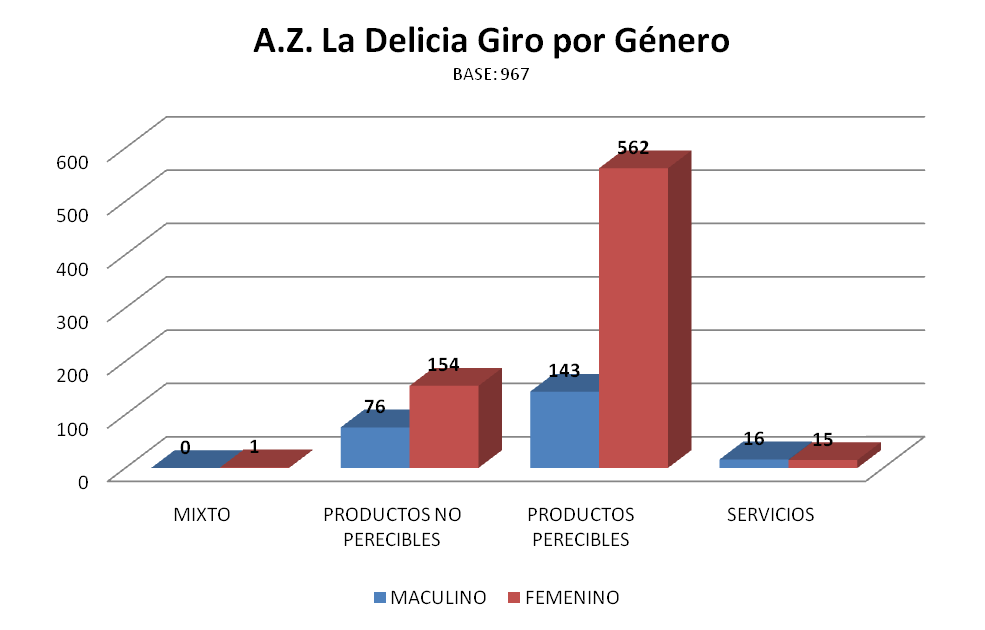 A.Z. La Delicia Giro por Género
BASE: 967
600
500
400
300
200
100
0
0
1
76
154
143
562
16
15
MIXTO
PRODUCTOS NO
PERECIBLES
PRODUCTOS
PERECIBLES
SERVICIOS
MACULINO
FEMENINO